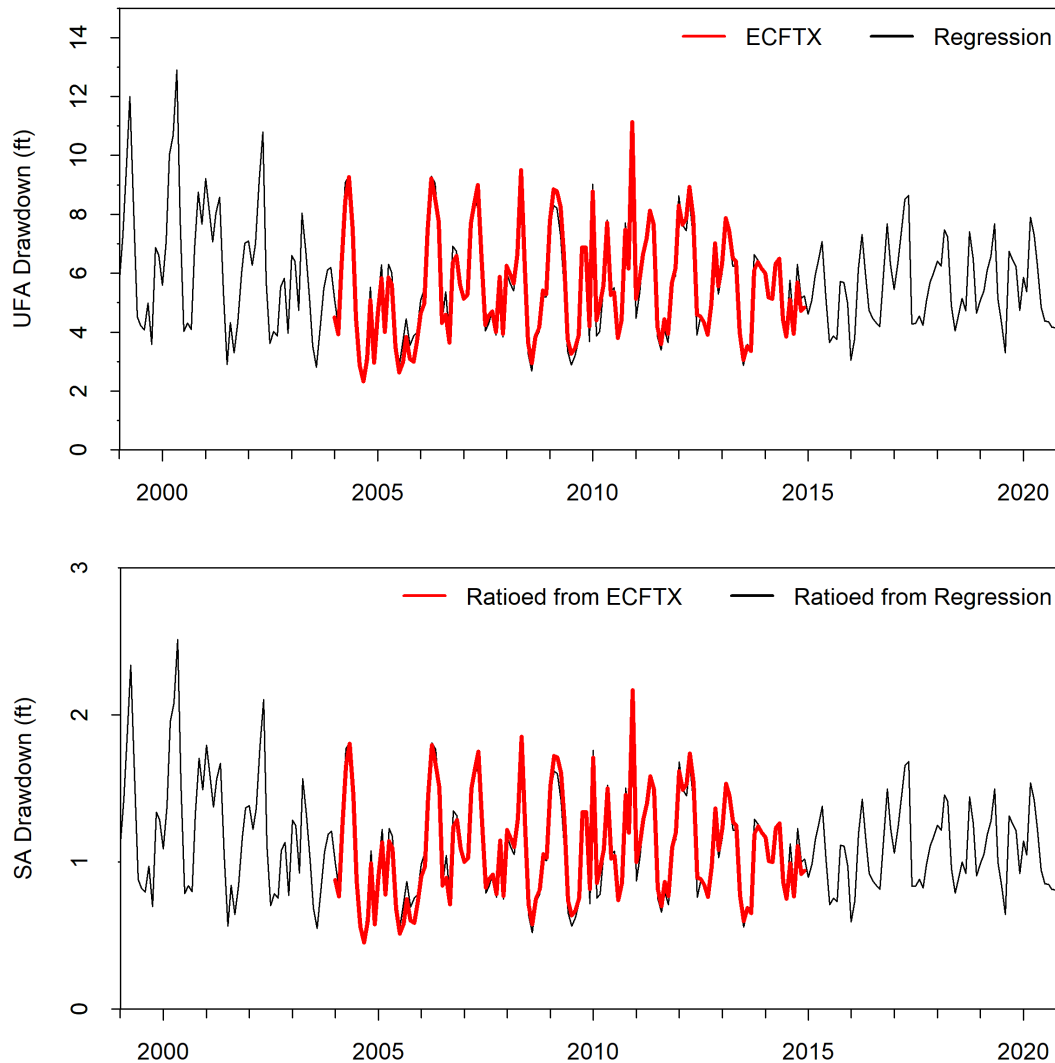 ECFTX Regression
UFA Drawdown (ft)
14
12
10
8
6
4
2
0
2000 2005 2010 2015 2020
Ratioed from ECFTX Ratioed from Regression
SA Drawdown (ft)
3
2
1
0
2000 2005 2010 2015 2020